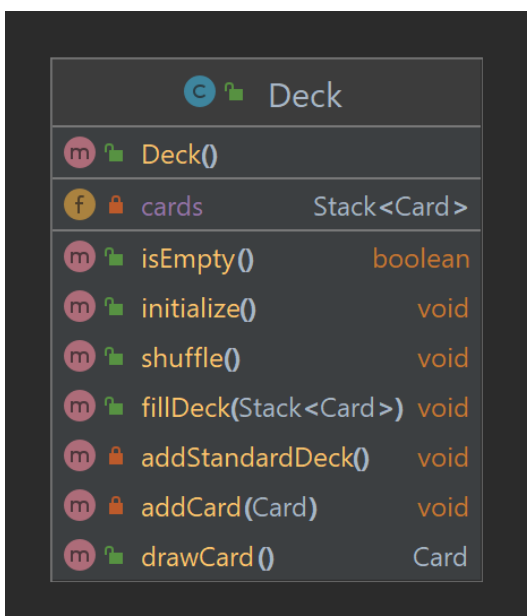 C Deck
m Deck()
f cards Stack<Card>
m isEmpty() boolean
m initialize() void
m shuffle() void
m fillDeck(Stack<Card>) void
m addStandardDeck() void
m addCard(Card) void
m drawCard() Card